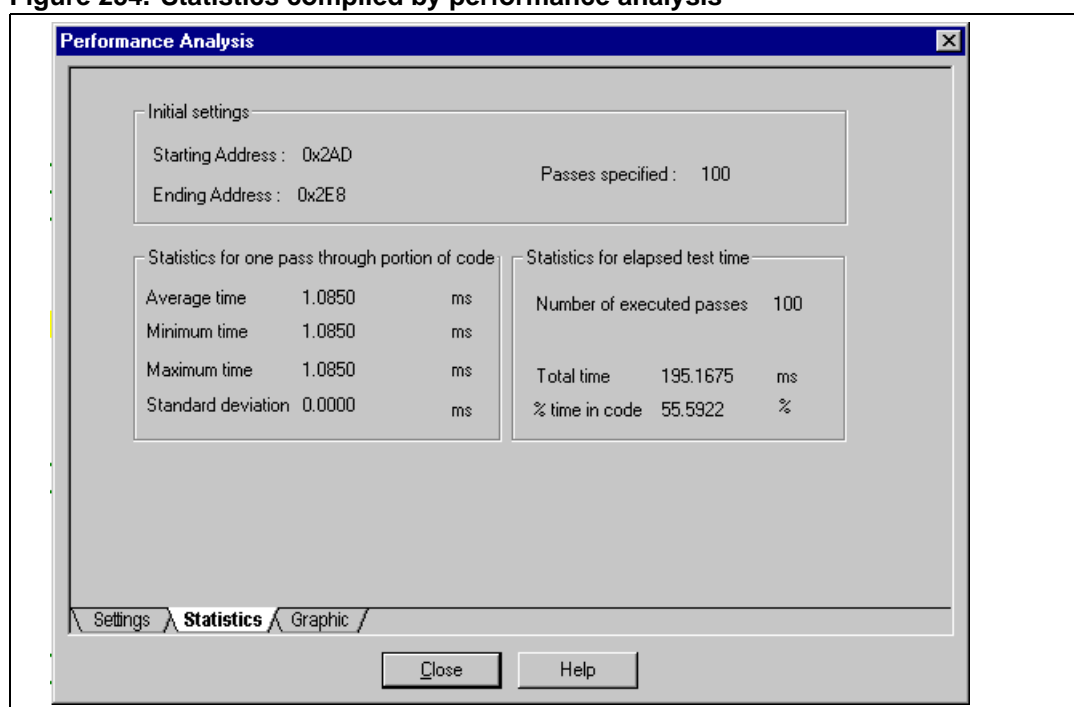 Figure 254. Statistics compiled by performance analysis
Performance Analysis
Initial settings
Starting Address : 0x2AD
Passes specified : 100
Ending Address : 0x2E8
Statistics for one pass through portion of code
Average time 1.0850 ms
Minimum time 1.0850 ms
Maximum time 1.0850 ms
Standard deviation 0.0000 ms
Statistics for elapsed test time
Number of executed passes 100
Total time 195.1675 ms
% time in code 55.5922 %
Settings Statistics Graphic
Close Help